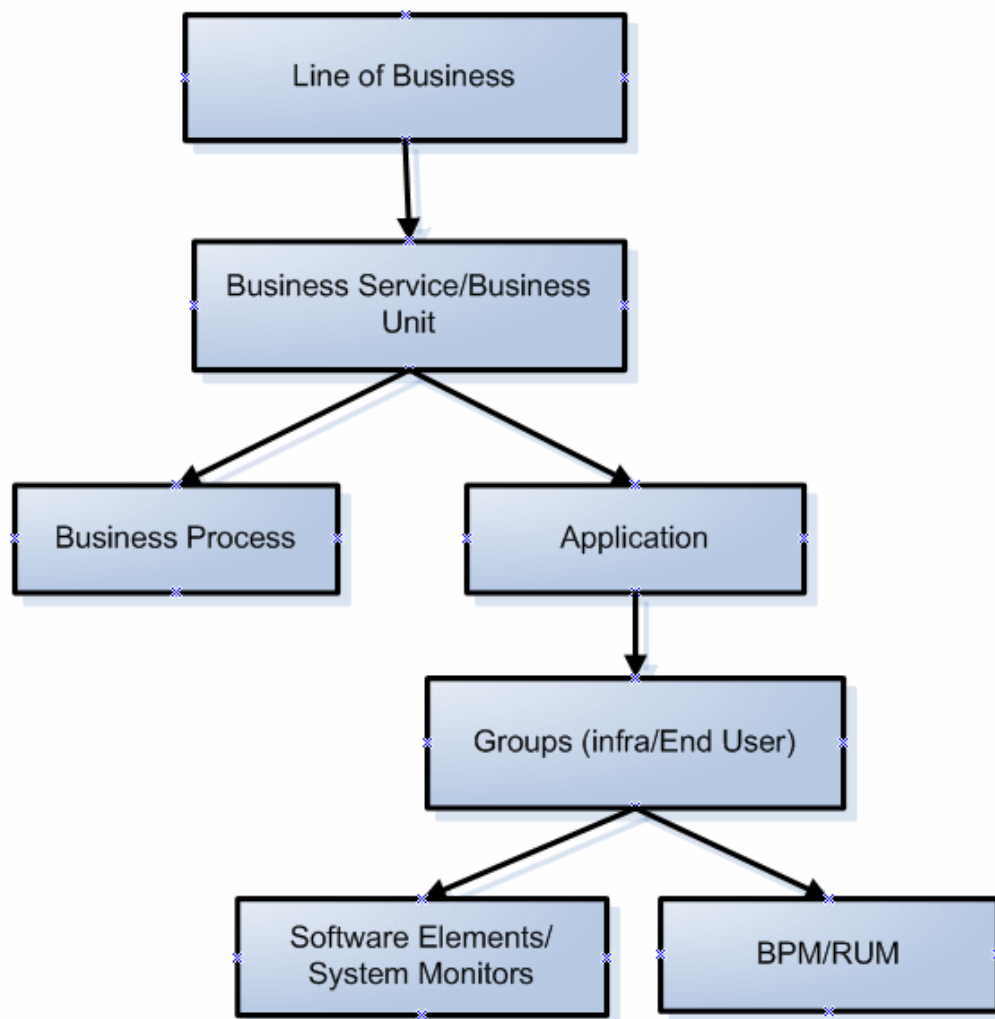 Line of Business
Business Service/Business
Unit
Business Process
Application
Groups (infra/End User)
Software Elements/
System Monitors
BPM/RUM